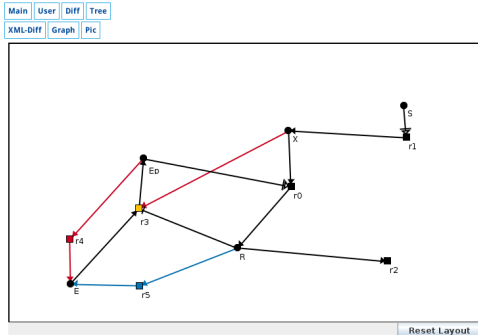 Main User Diff Tree
XML-Diff Graph Pic
S
X
r1
Ep
r0
r3
r4
R
r2
E
r5
Reset Layout